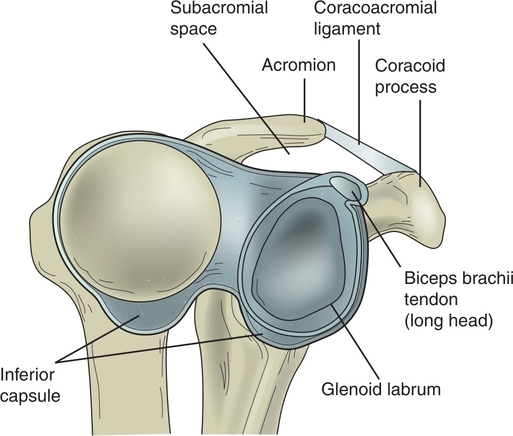 Subacromial
space
Coracoacromial
ligament
Acromion
Coracoid
process
Biceps brachii
tendon
(long head)
Glenoid labrum
Inferior
capsule